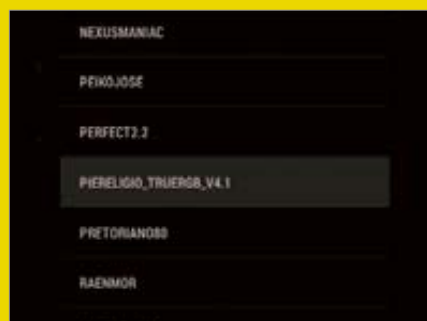 NEXUSMANIAC
PEIKOJOSE
PERFECT2.2
PIERELIGIO_TRUERGB_V4.1
PRETORIANO80
RAENMOR